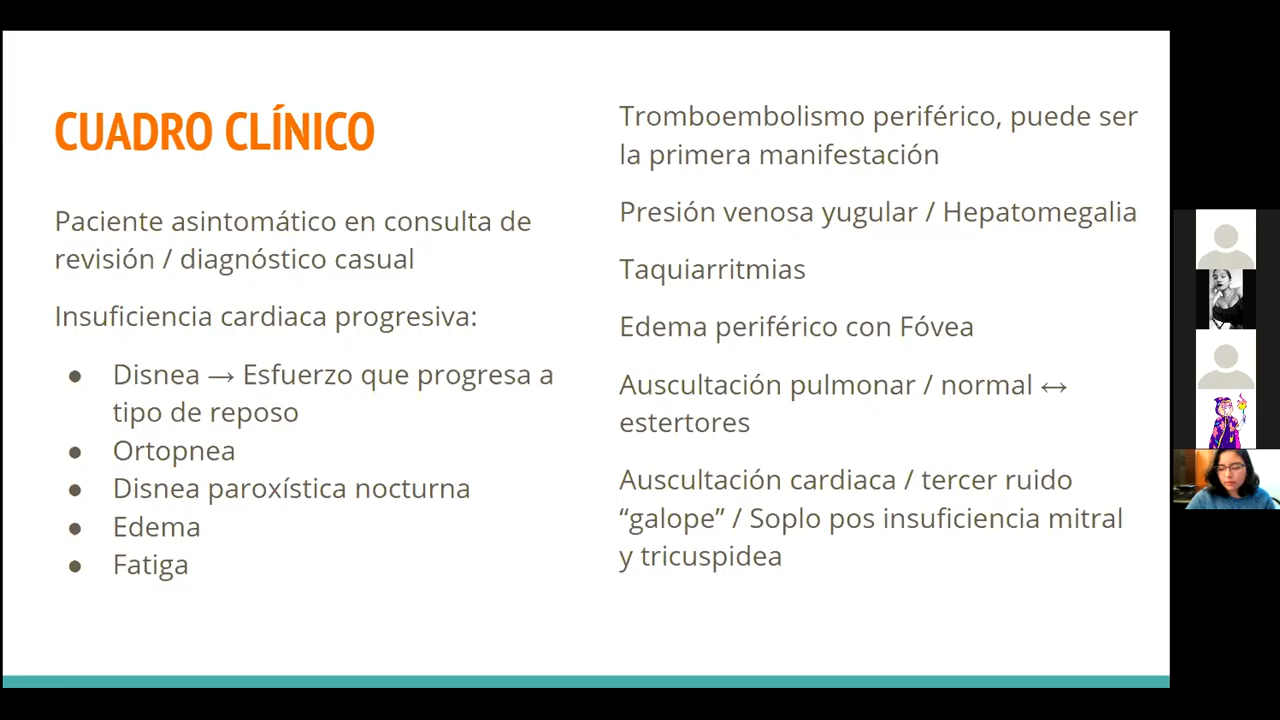 CUADRO CLÍNICO
Paciente asintomático en consulta de
revisión / diagnóstico casual
Insuficiencia cardiaca progresiva:
● Disnea → Esfuerzo que progresa a
tipo de reposo
● Ortopnea
● Disnea paroxística nocturna
● Edema
● Fatiga
Tromboembolismo periférico, puede ser
la primera manifestación
Presión venosa yugular / Hepatomegalia
Taquiarritmias
Edema periférico con Fóvea
Auscultación pulmonar / normal ↔
estertores
Auscultación cardiaca / tercer ruido
“galope” / Soplo pos insuficiencia mitral
y tricuspidea